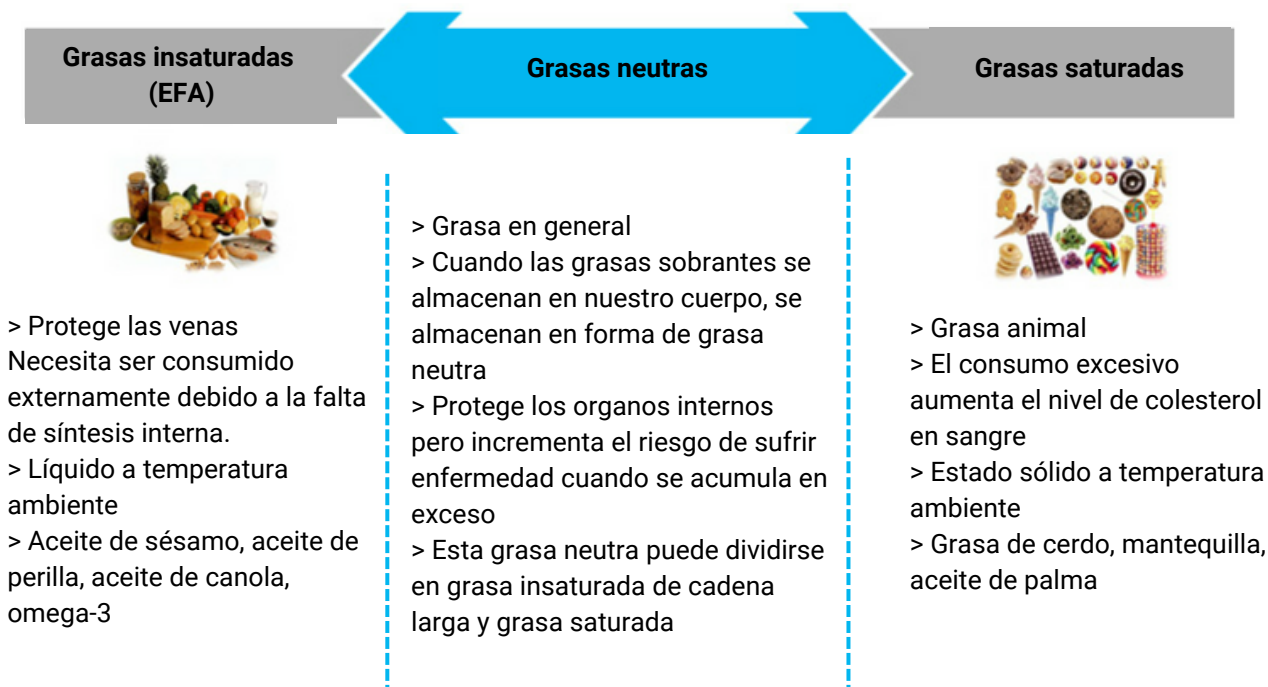 Grasas insaturadas
(EFA)
Grasas neutras
Grasas saturadas
> Protege las venas
Necesita ser consumido
externamente debido a la falta
de síntesis interna.
> Líquido a temperatura
ambiente
> Aceite de sésamo, aceite de
perilla, aceite de canola,
omega-3
> Grasa en general
> Cuando las grasas sobrantes se
almacenan en nuestro cuerpo, se
almacenan en forma de grasa
neutra
> Protege los organos internos
pero incrementa el riesgo de sufrir
enfermedad cuando se acumula en
exceso
> Esta grasa neutra puede dividirse
en grasa insaturada de cadena
larga y grasa saturada
> Grasa animal
> El consumo excesivo
aumenta el nivel de colesterol
en sangre
> Estado sólido a temperatura
ambiente
> Grasa de cerdo, mantequilla,
aceite de palma